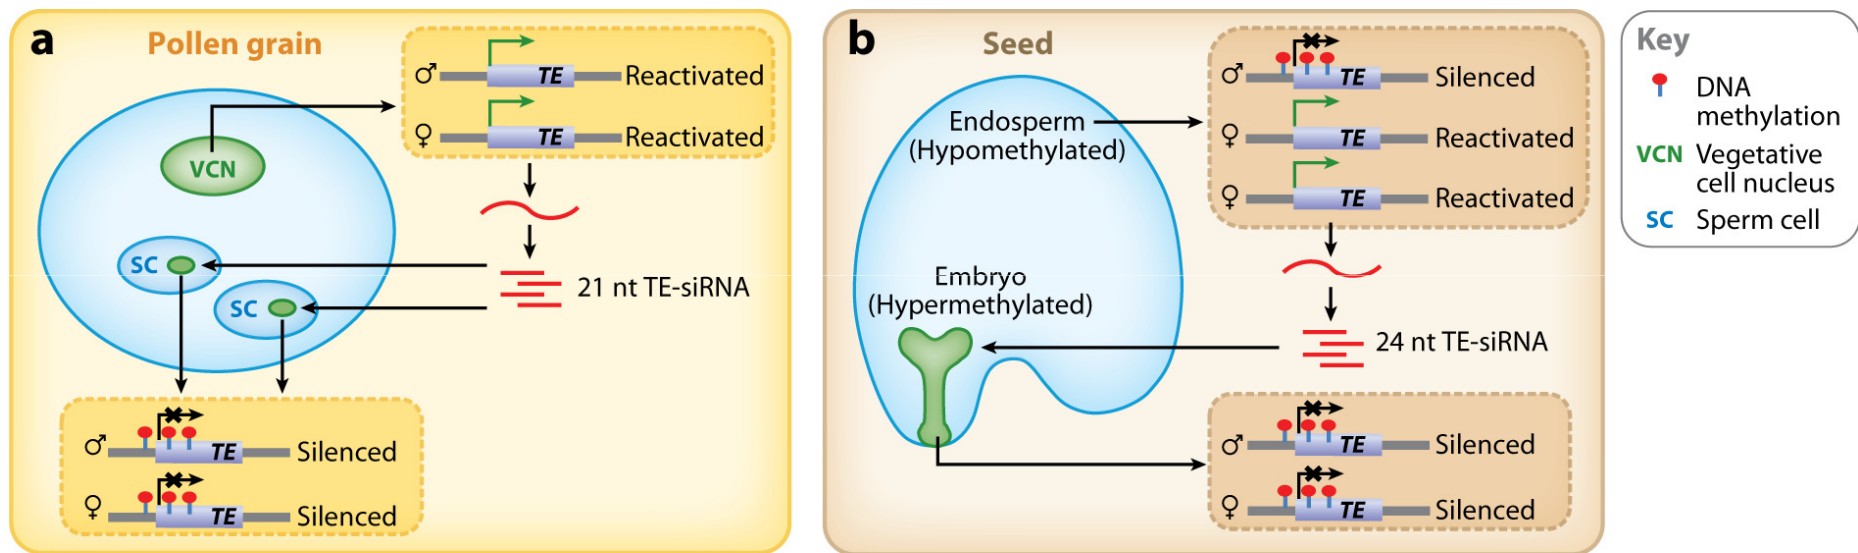 a
Pollen grain
♂ TE Reactivated
♀ TE Reactivated
VCN
SC
SC
21 nt TE-siRNA
♂ TE Silenced
♀ TE Silenced
b
Seed
Endosperm
(Hypomethylated)
♂ TE Silenced
♀ TE Reactivated
♀ TE Reactivated
Embryo
(Hypermethylated)
24 nt TE-siRNA
♂ TE Silenced
♀ TE Silenced
Key
DNA
methylation
VCN Vegetative
cell nucleus
SC Sperm cell